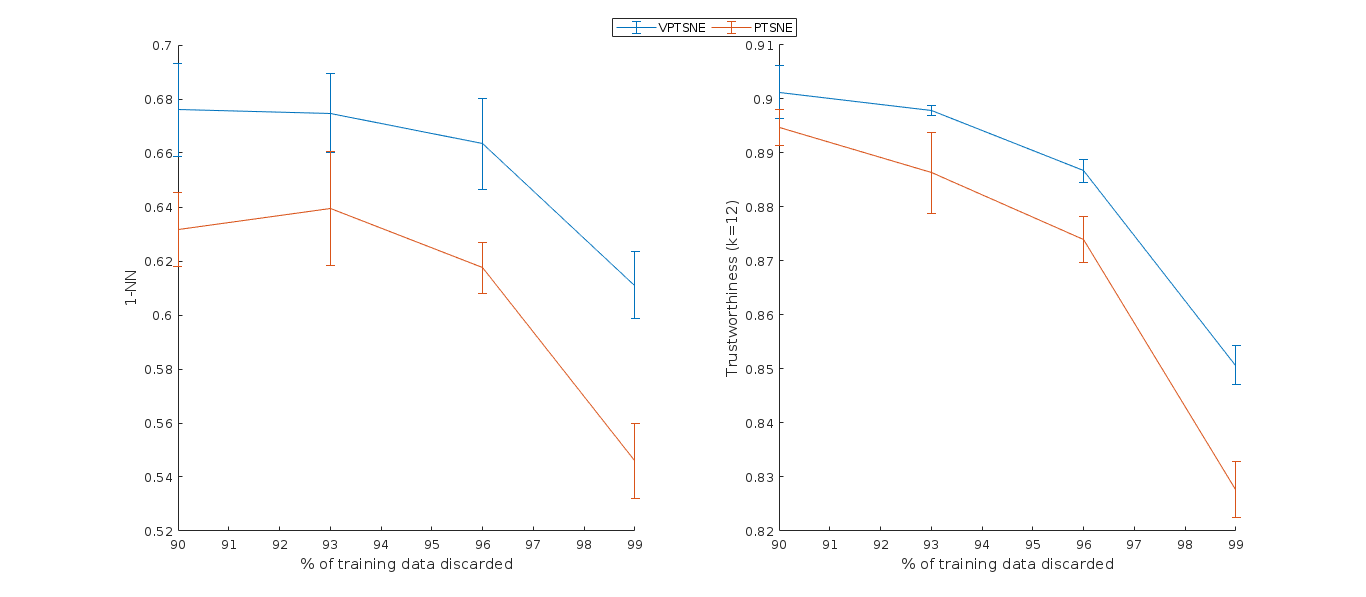 VPTSNE PTSNE
0.7
0.68
0.66
0.64
0.62
0.6
0.58
0.56
0.54
0.52
1-NN
90 91 92 93 94 95 96 97 98 99
% of training data discarded
0.91
0.9
0.89
0.88
0.87
0.86
0.85
0.84
0.83
0.82
Trustworthiness (k=12)
90 91 92 93 94 95 96 97 98 99
% of training data discarded